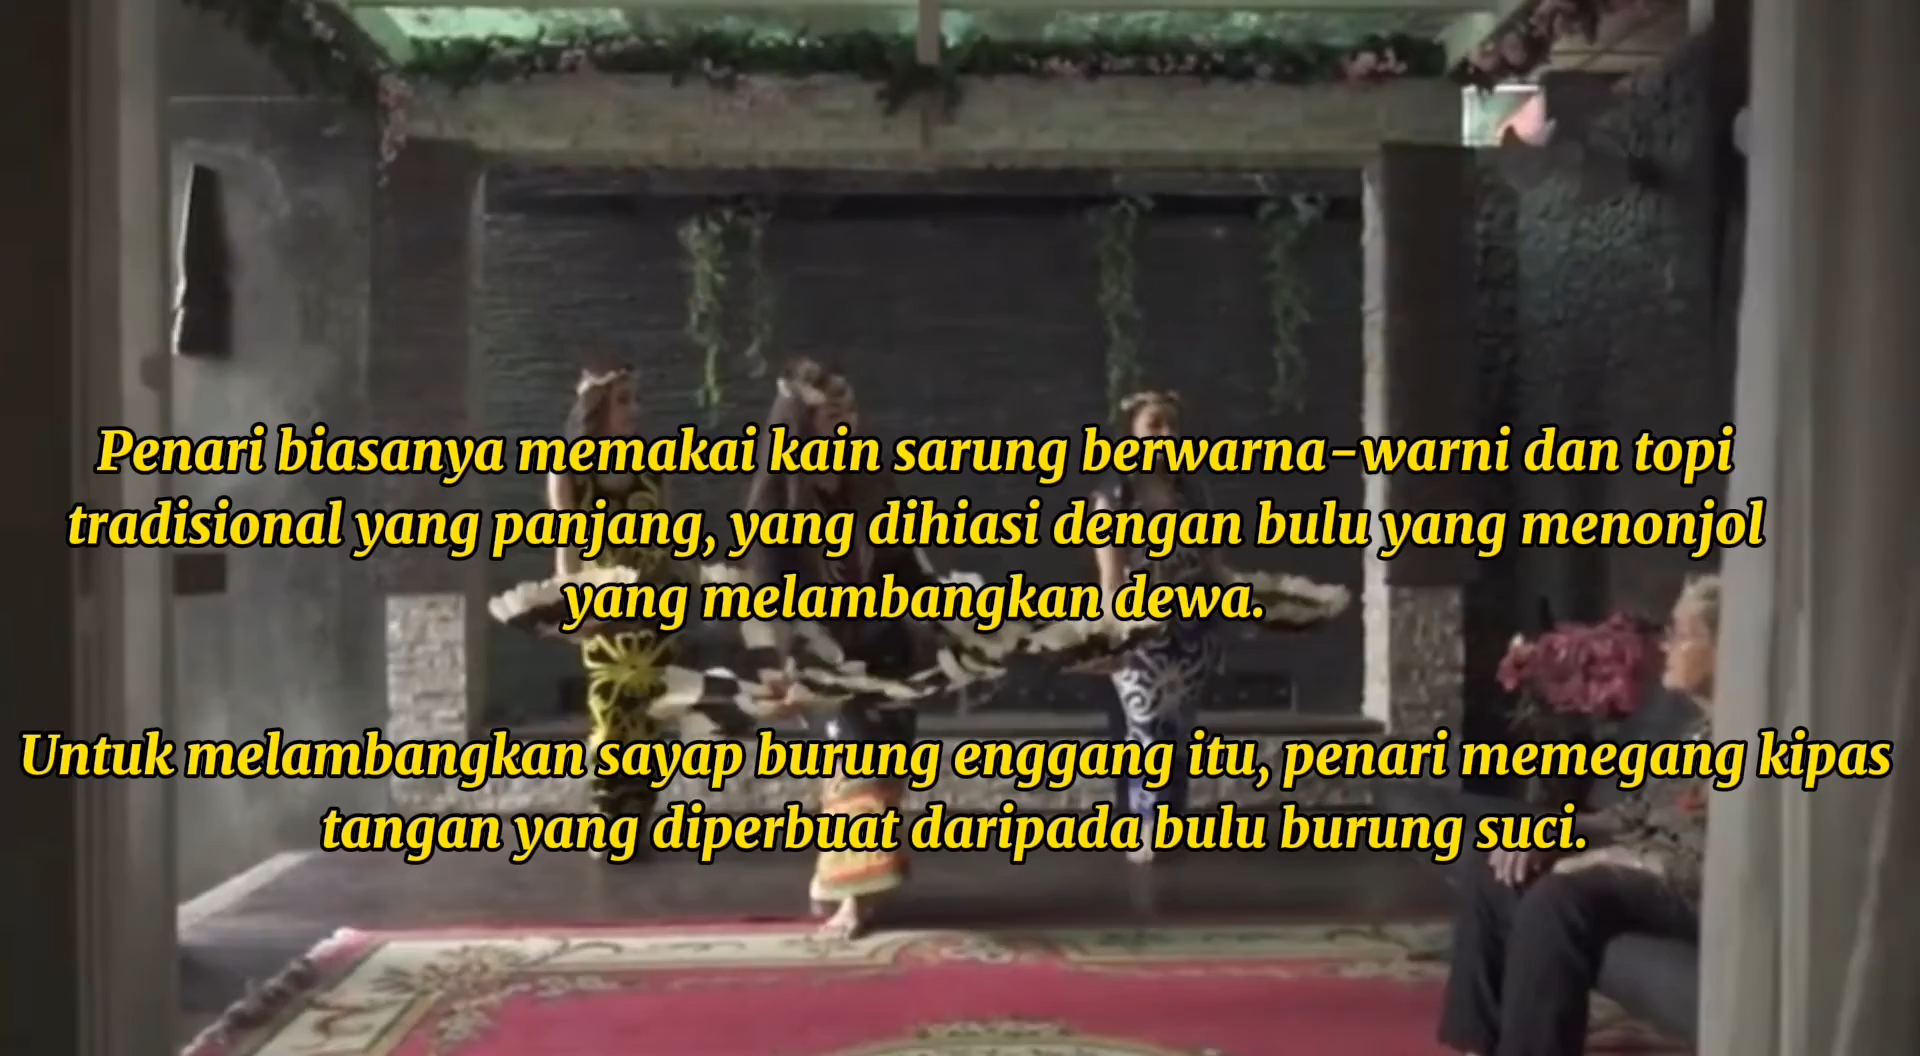 Penari biasanya memakai kain sarung berwarna-warni dan topi
tradisional yang panjang, yang dihiasi dengan bulu yang menonjol
yang melambangkan dewa.
Untuk melambangkan sayap burung enggang itu, penari memegang kipas
tangan yang diperbuat daripada bulu burung suci.